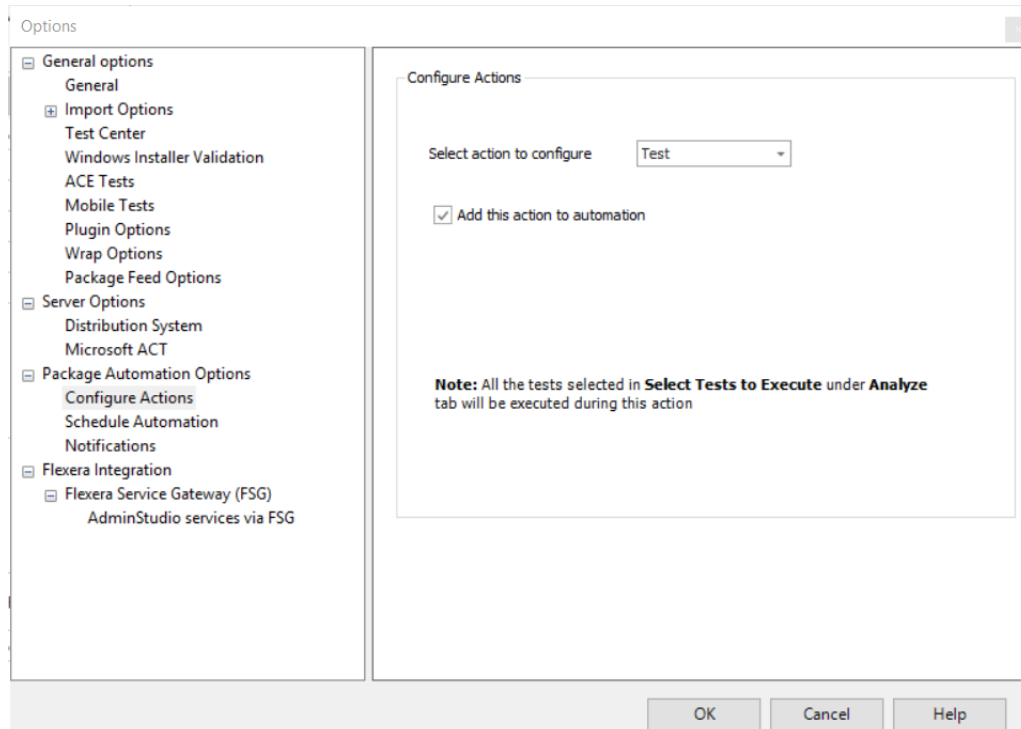 Options
General options
General
Import Options
Test Center
Windows Installer Validation
ACE Tests
Mobile Tests
Plugin Options
Wrap Options
Package Feed Options
Server Options
Distribution System
Microsoft ACT
Package Automation Options
Configure Actions
Schedule Automation
Notifications
Flexera Integration
Flexera Service Gateway (FSG)
AdminStudio services via FSG
Configure Actions
Select action to configure Test
Add this action to automation
Note: All the tests selected in Select Tests to Execute under Analyze
tab will be executed during this action
OK Cancel Help